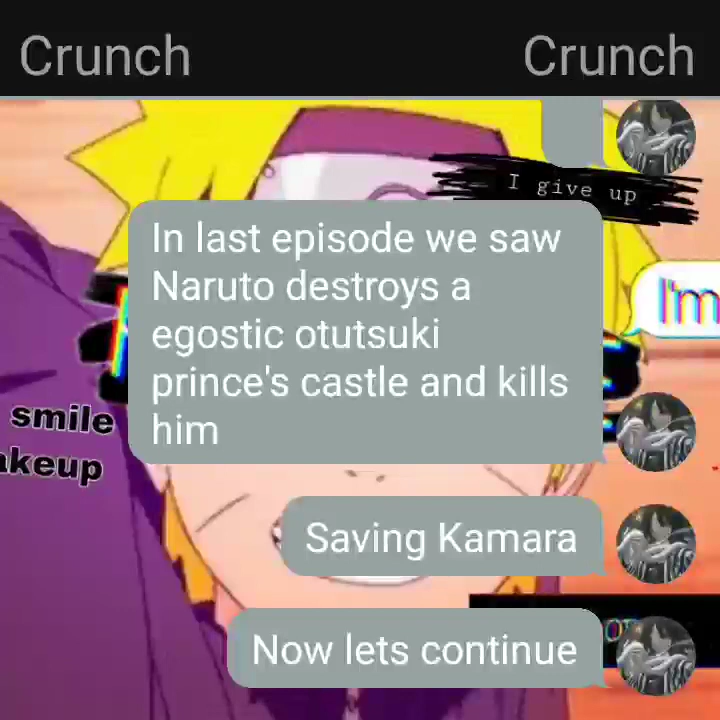 Crunch Crunch
I give up
In last episode we saw
Naruto destroys a
egostic otutsuki
prince's castle and kills
him
I'm
smile
akeup
Saving Kamara
Now lets continue